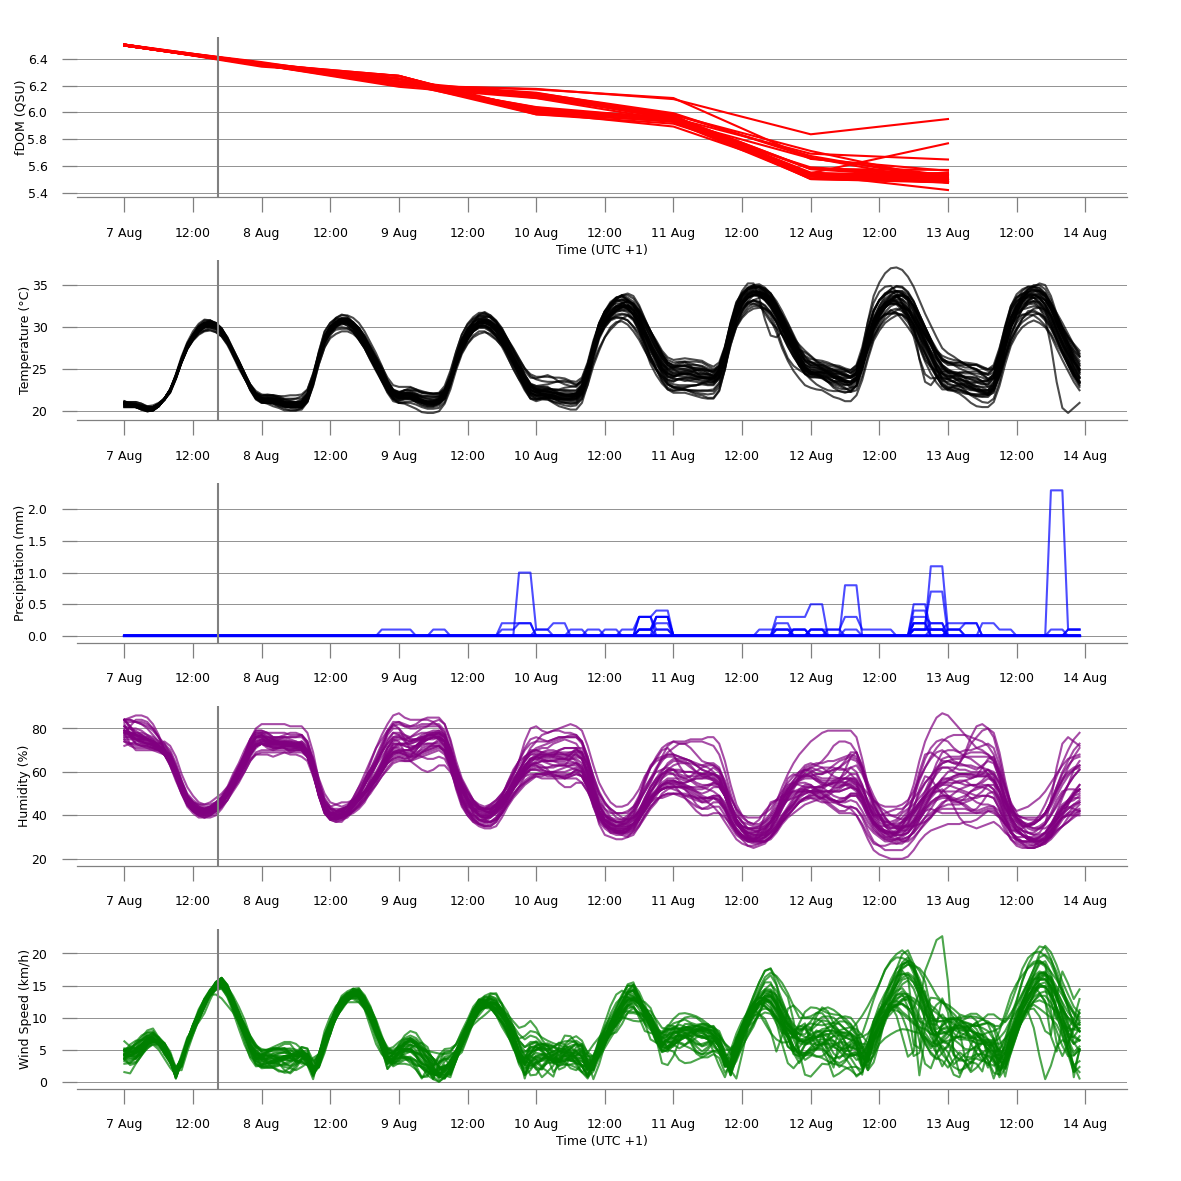 fDOM (QSU)
6.4
6.2
6.0
5.8
5.6
5.4
7 Aug 12:00 8 Aug 12:00 9 Aug 12:00 10 Aug 12:00 11 Aug 12:00 12 Aug 12:00 13 Aug 12:00 14 Aug
Time (UTC +1)
Temperature (°C)
35
30
25
20
7 Aug 12:00 8 Aug 12:00 9 Aug 12:00 10 Aug 12:00 11 Aug 12:00 12 Aug 12:00 13 Aug 12:00 14 Aug
Precipitation (mm)
2.0
1.5
1.0
0.5
0.0
7 Aug 12:00 8 Aug 12:00 9 Aug 12:00 10 Aug 12:00 11 Aug 12:00 12 Aug 12:00 13 Aug 12:00 14 Aug
Humidity (%)
80
60
40
20
7 Aug 12:00 8 Aug 12:00 9 Aug 12:00 10 Aug 12:00 11 Aug 12:00 12 Aug 12:00 13 Aug 12:00 14 Aug
Wind Speed (km/h)
20
15
10
5
0
7 Aug 12:00 8 Aug 12:00 9 Aug 12:00 10 Aug 12:00 11 Aug 12:00 12 Aug 12:00 13 Aug 12:00 14 Aug
Time (UTC +1)